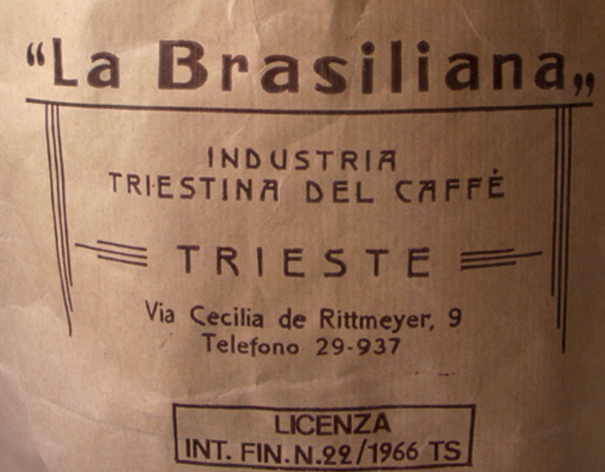 “La Brasiliana„
INDUSTRIA
TRIESTINA DEL CAFFÈ
TRIESTE
Via Cecilia de Rittmeyer, 9
Telefono 29-937
LICENZA
INT. FIN. N. 22/1966 TS